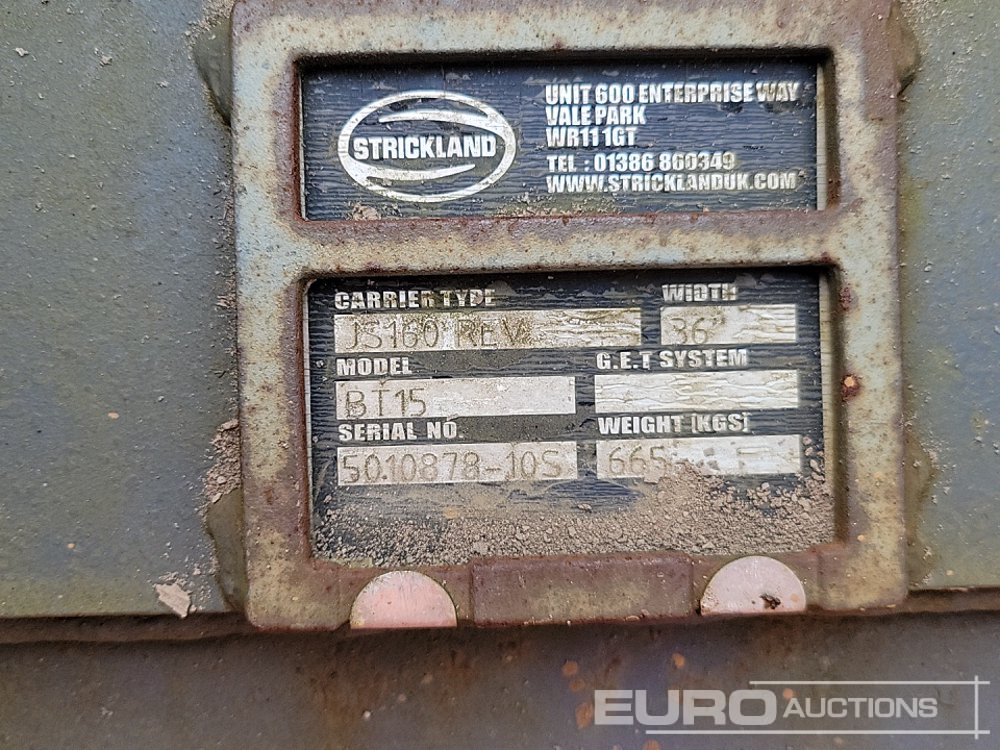 STRICKLAND
UNIT 600 ENTERPRISE WAY
VALE PARK
WR11 1GT
TEL : 01386 860349
WWW.STRICKLANDUK.COM
CARRIER TYPE WIDTH
JS160 REV 36"
MODEL G.E.T SYSTEM
BT15
SERIAL NO. WEIGHT [KGS]
5010878-10S 665
EURO AUCTIONS